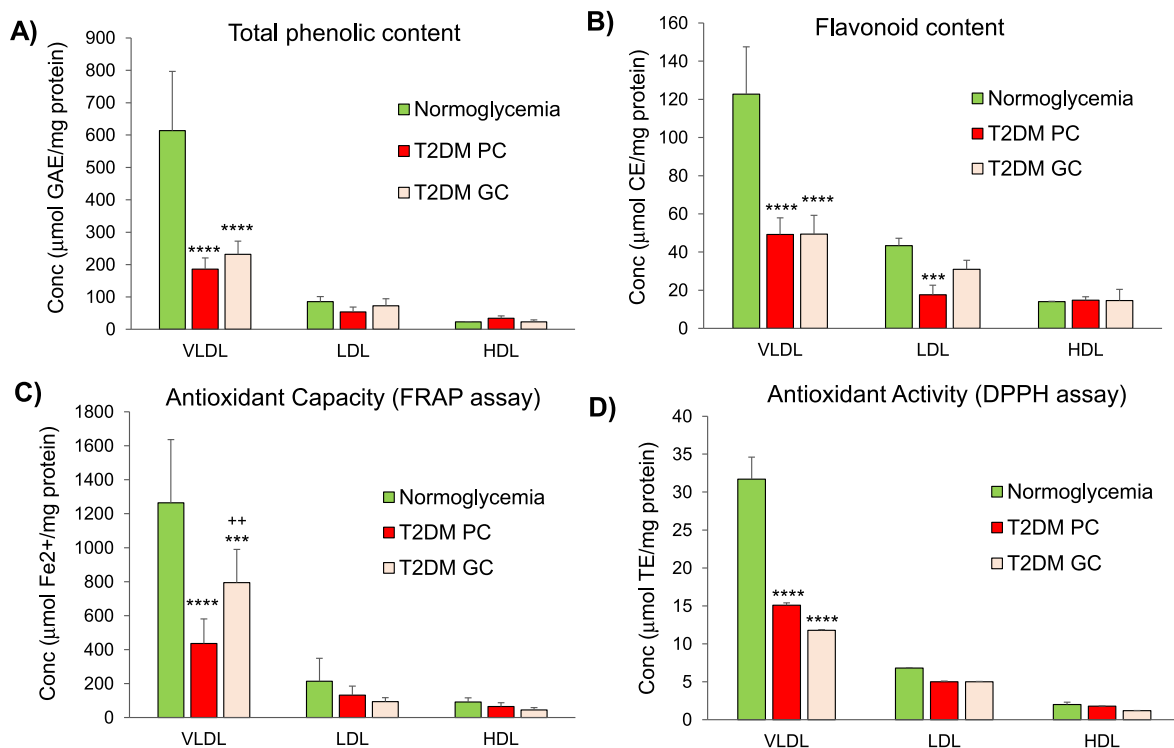 A)
Total phenolic content
Conc (µmol GAE/mg protein)
900
800
700
600
500
400
300
200
100
0
Normoglycemia
T2DM PC
T2DM GC
****
****
VLDL
LDL
HDL
B)
Flavonoid content
Conc (µmol CE/mg protein)
160
140
120
100
80
60
40
20
0
Normoglycemia
T2DM PC
T2DM GC
****
****
***
VLDL
LDL
HDL
C)
Antioxidant Capacity (FRAP assay)
Conc (µmol Fe2+/mg protein)
1800
1600
1400
1200
1000
800
600
400
200
0
Normoglycemia
T2DM PC
T2DM GC
++
***
****
VLDL
LDL
HDL
D)
Antioxidant Activity (DPPH assay)
Conc (µmol TE/mg protein)
40
35
30
25
20
15
10
5
0
Normoglycemia
T2DM PC
T2DM GC
****
****
VLDL
LDL
HDL